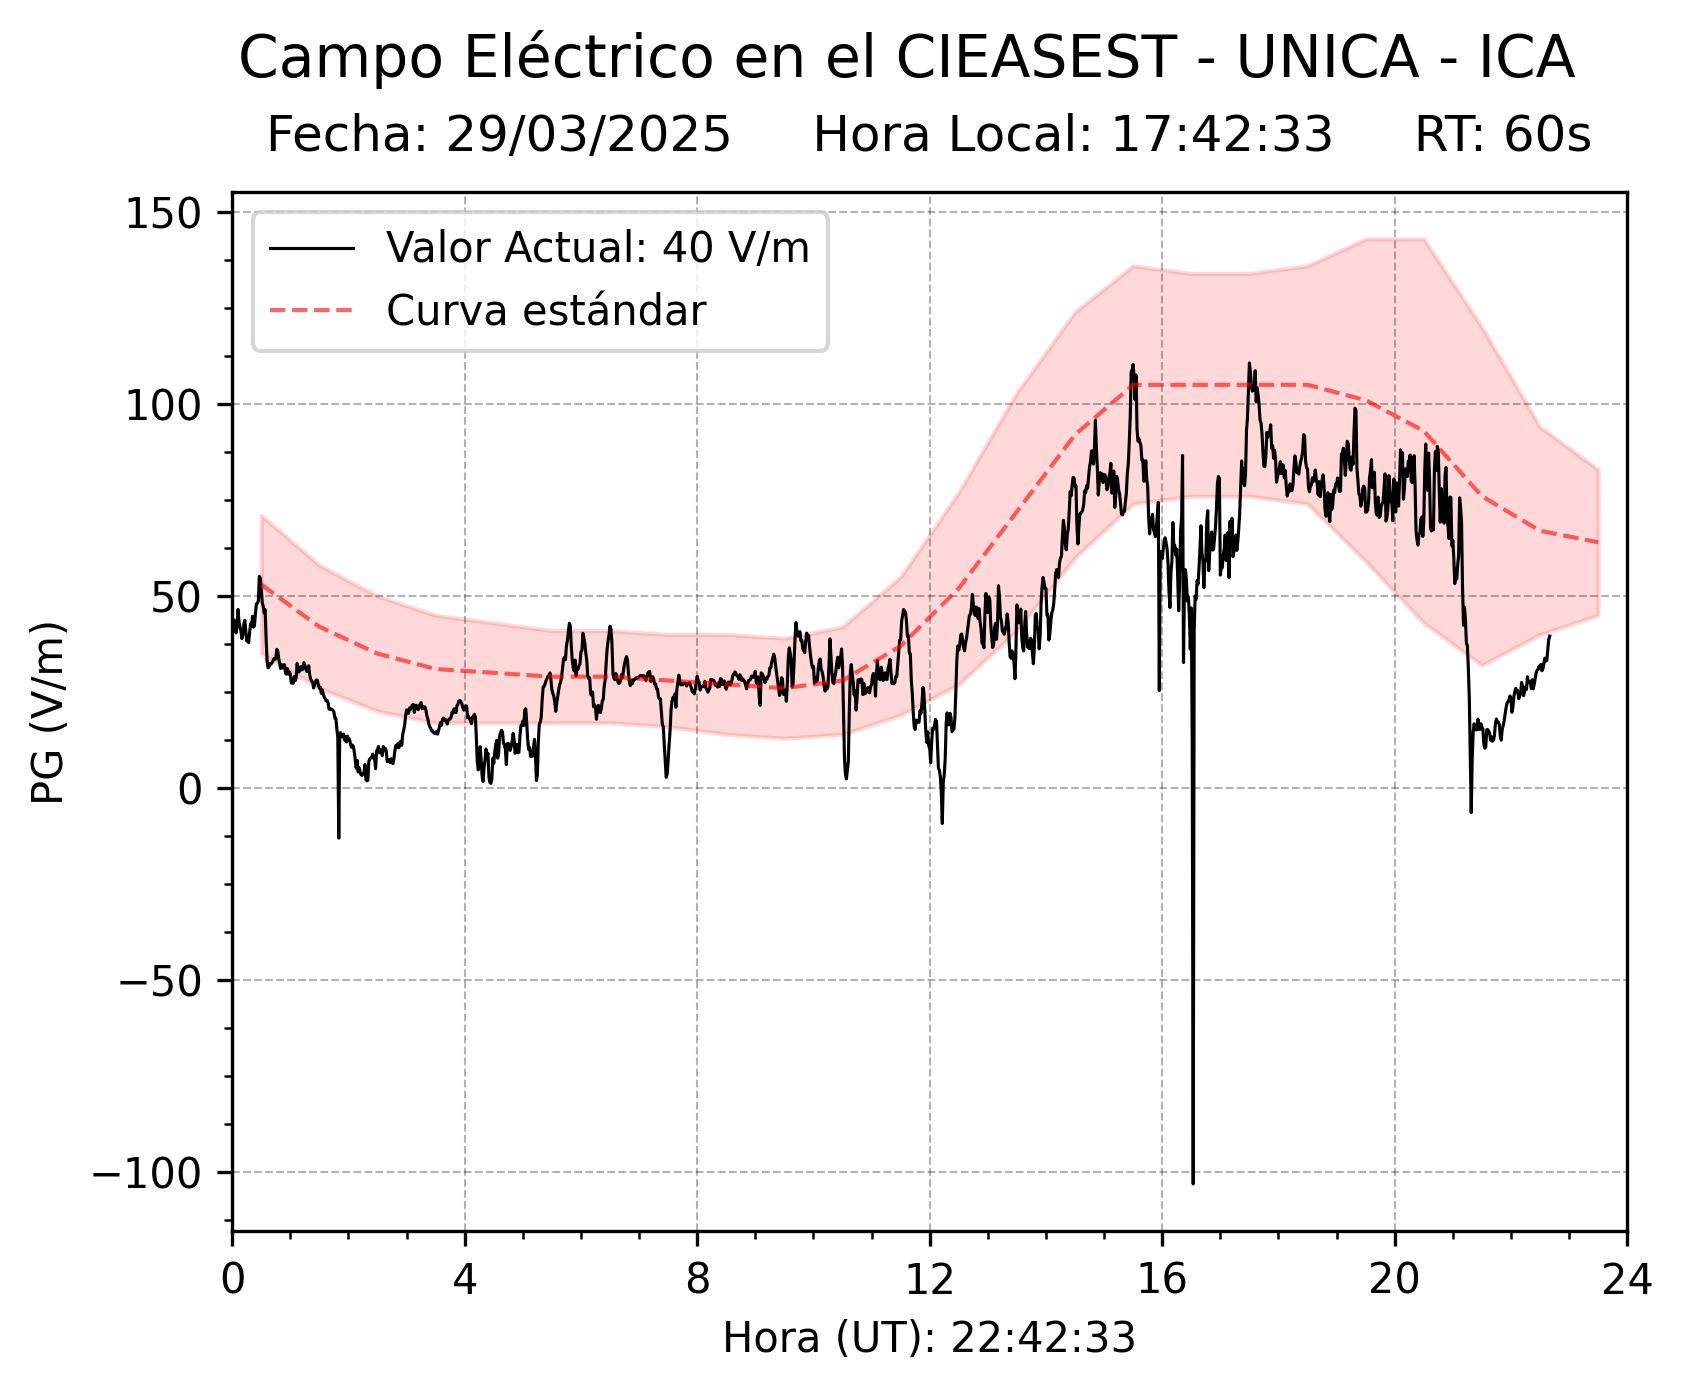 Campo Eléctrico en el CIEASEST - UNICA - ICA
Fecha: 29/03/2025 Hora Local: 17:42:33 RT: 60s
Valor Actual: 40 V/m
Curva estándar
PG (V/m)
150
100
50
0
−50
−100
0 4 8 12 16 20 24
Hora (UT): 22:42:33